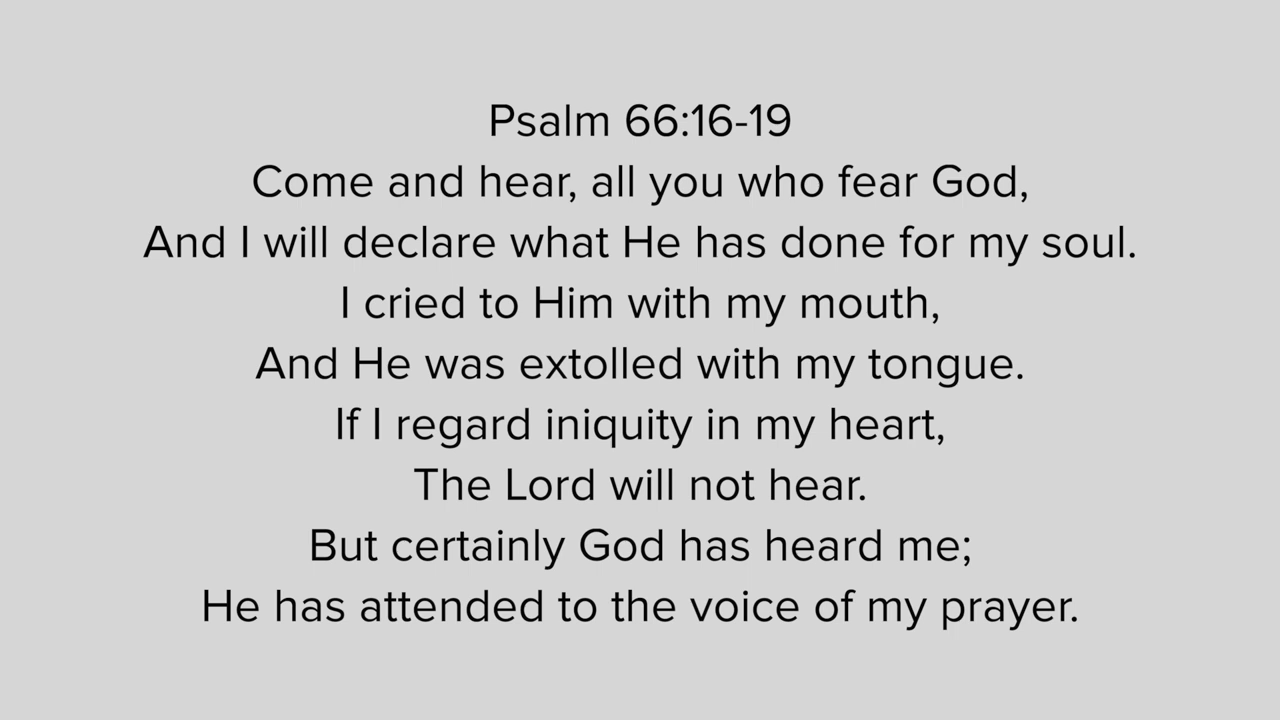 Psalm 66:16-19
Come and hear, all you who fear God,
And I will declare what He has done for my soul.
I cried to Him with my mouth,
And He was extolled with my tongue.
If I regard iniquity in my heart,
The Lord will not hear.
But certainly God has heard me;
He has attended to the voice of my prayer.